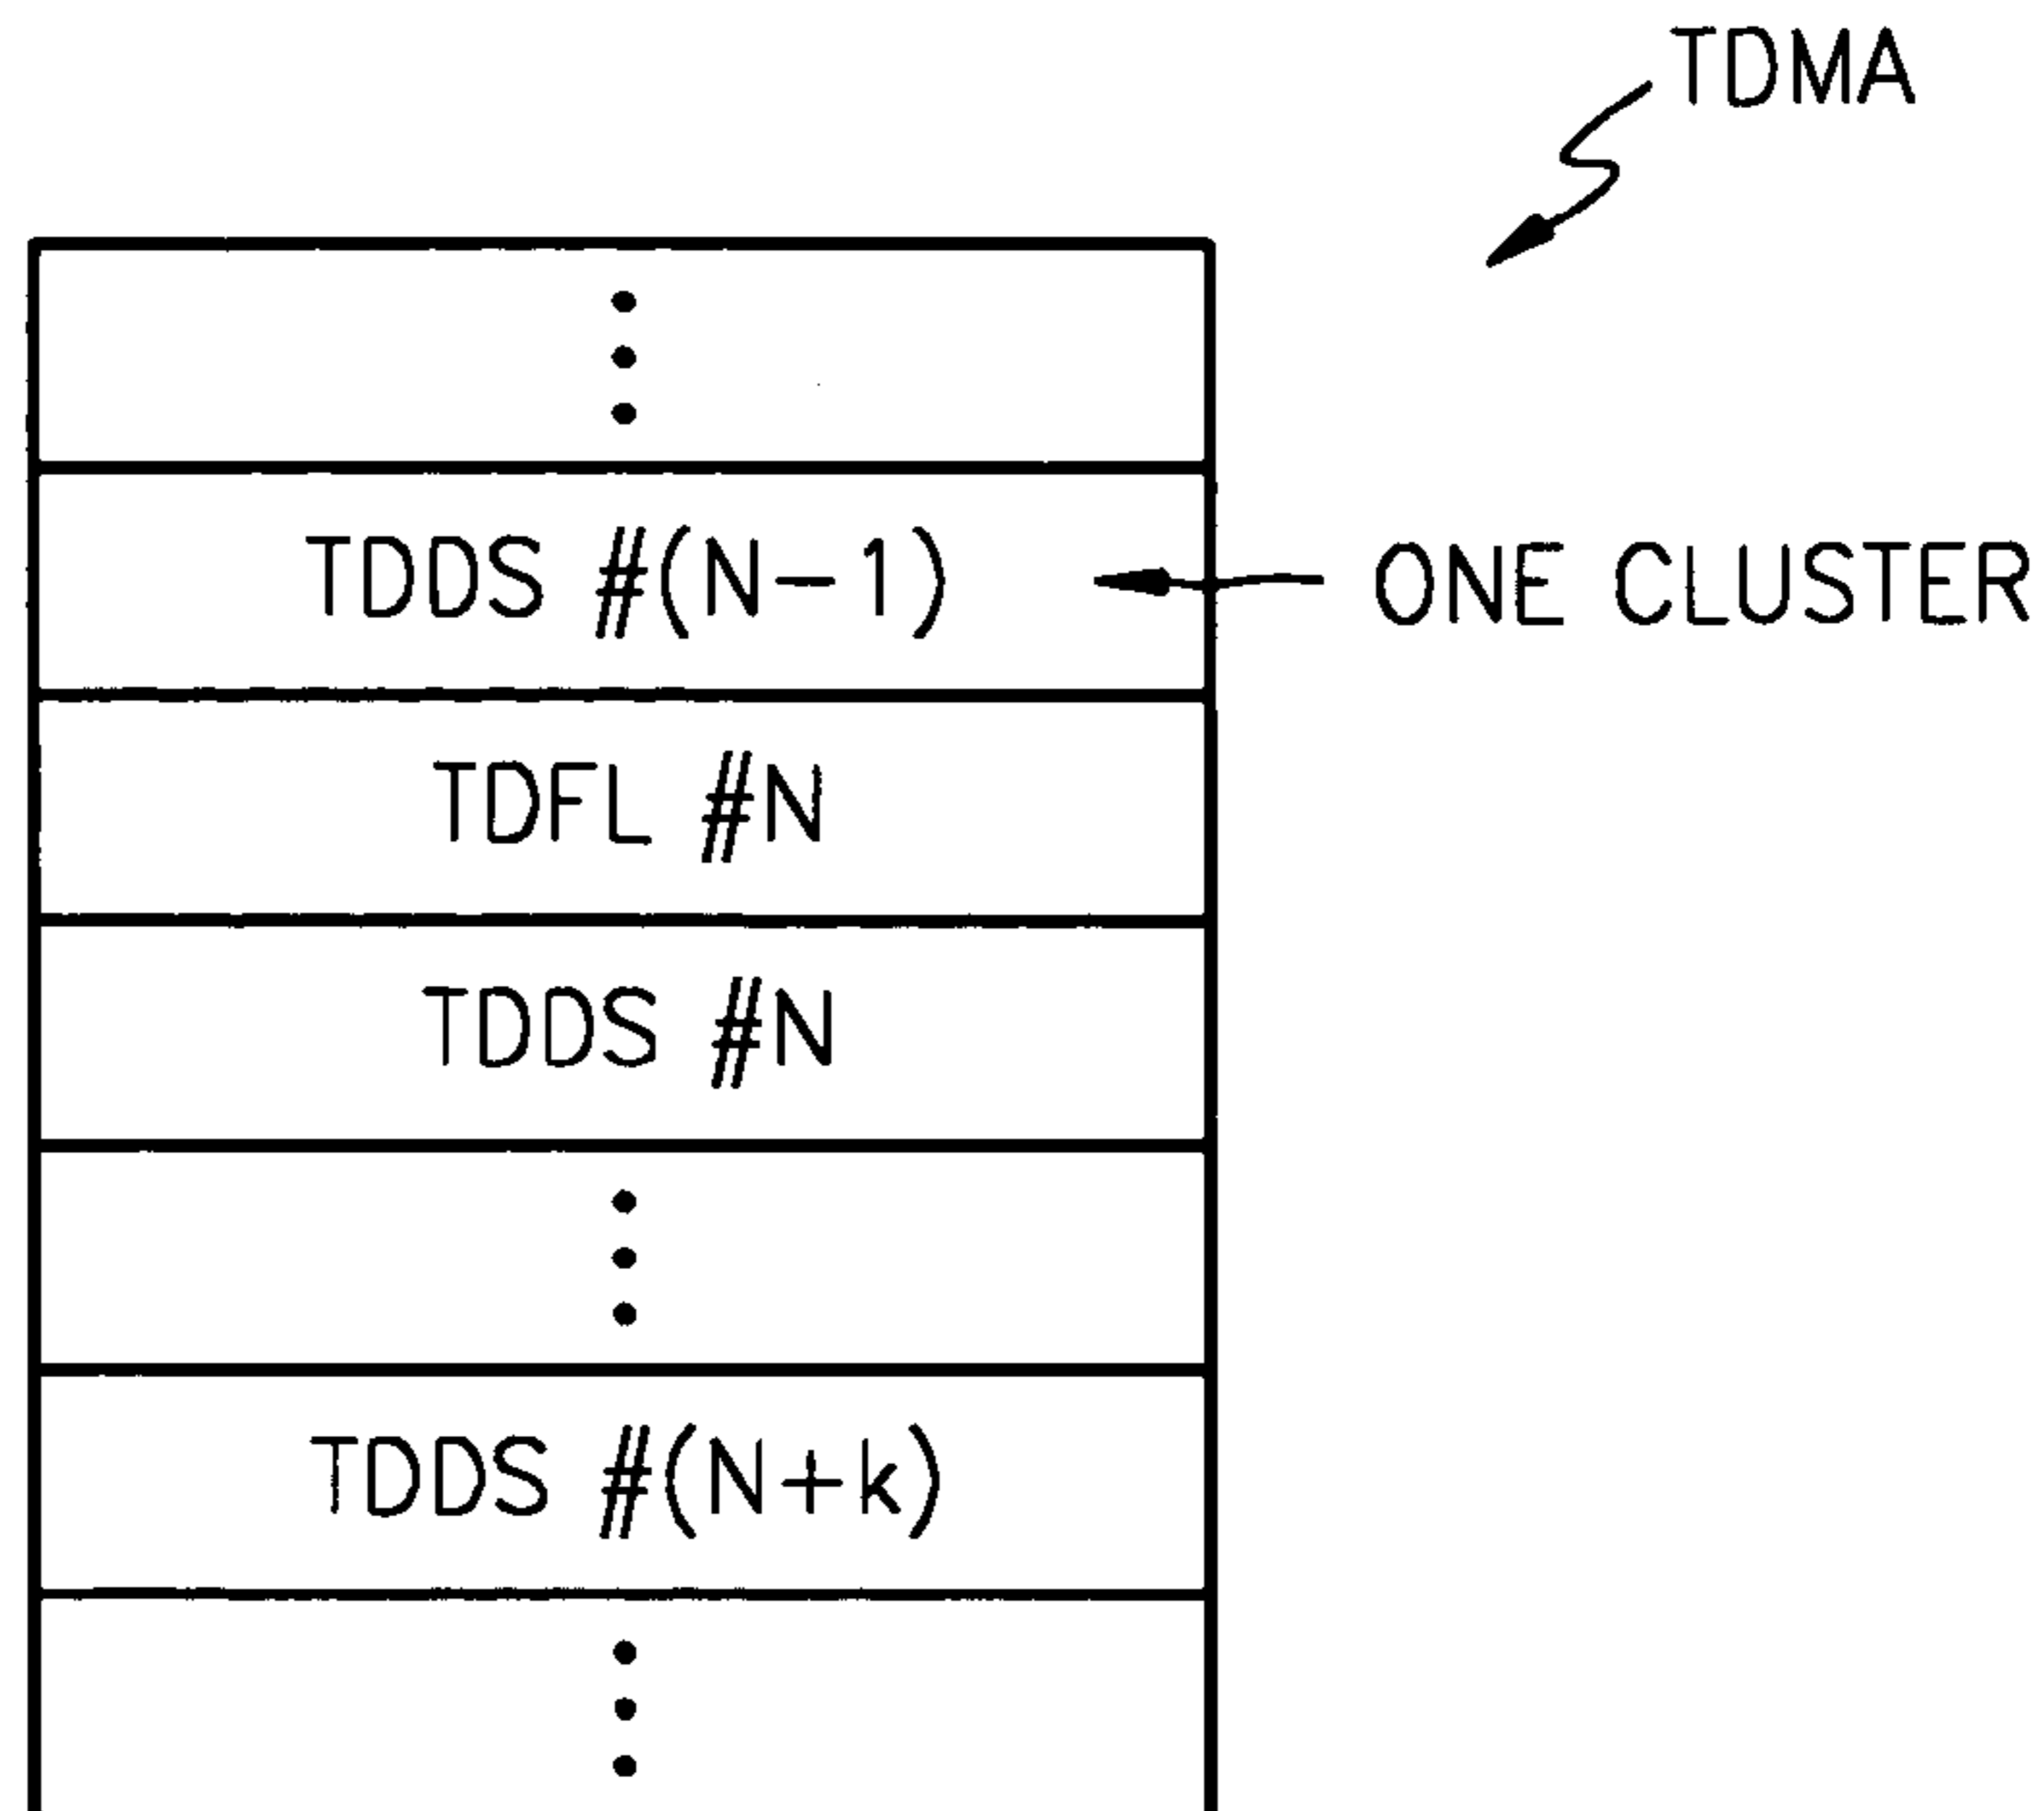 TDMA
TDDS #(N-1)
ONE CLUSTER
TDFL #N
TDDS #N
TDDS #(N+k)